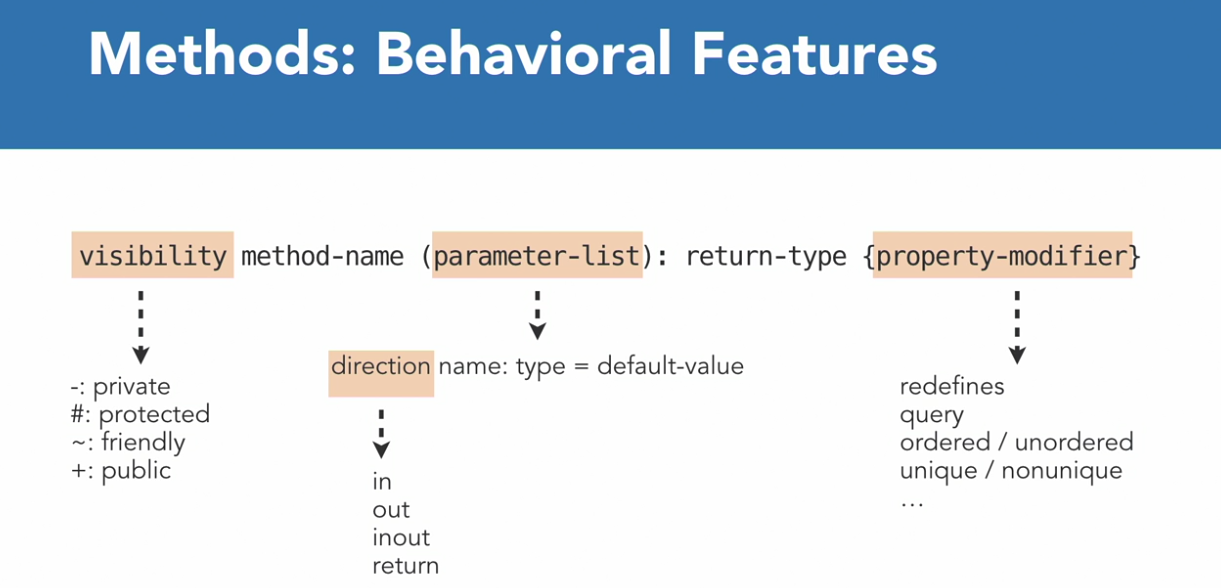 Methods: Behavioral Features
visibility method-name (parameter-list): return-type {property-modifier}
-: private
#: protected
~: friendly
+: public
direction name: type = default-value
in
out
inout
return
redefines
query
ordered / unordered
unique / nonunique
...